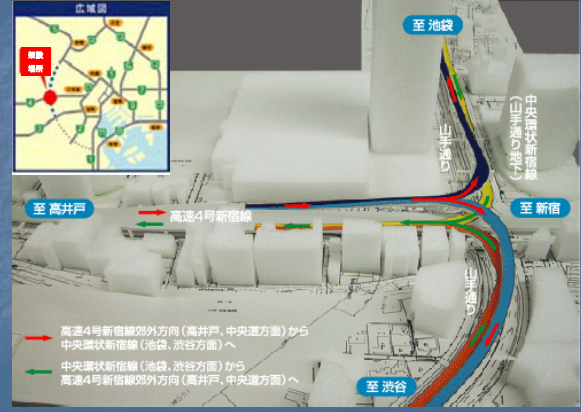 広域図
架設
場所
至 池袋
山手通り
中央環状新宿線
(山手通り地下)
至 高井戸
高速4号新宿線
至 新宿
山手通り
高速4号新宿線郊外方向(高井戸、中央道方面)から
中央環状新宿線(池袋、渋谷方面)へ
中央環状新宿線(池袋、渋谷方面)から
高速4号新宿線郊外方向(高井戸、中央道方面)へ
至 渋谷